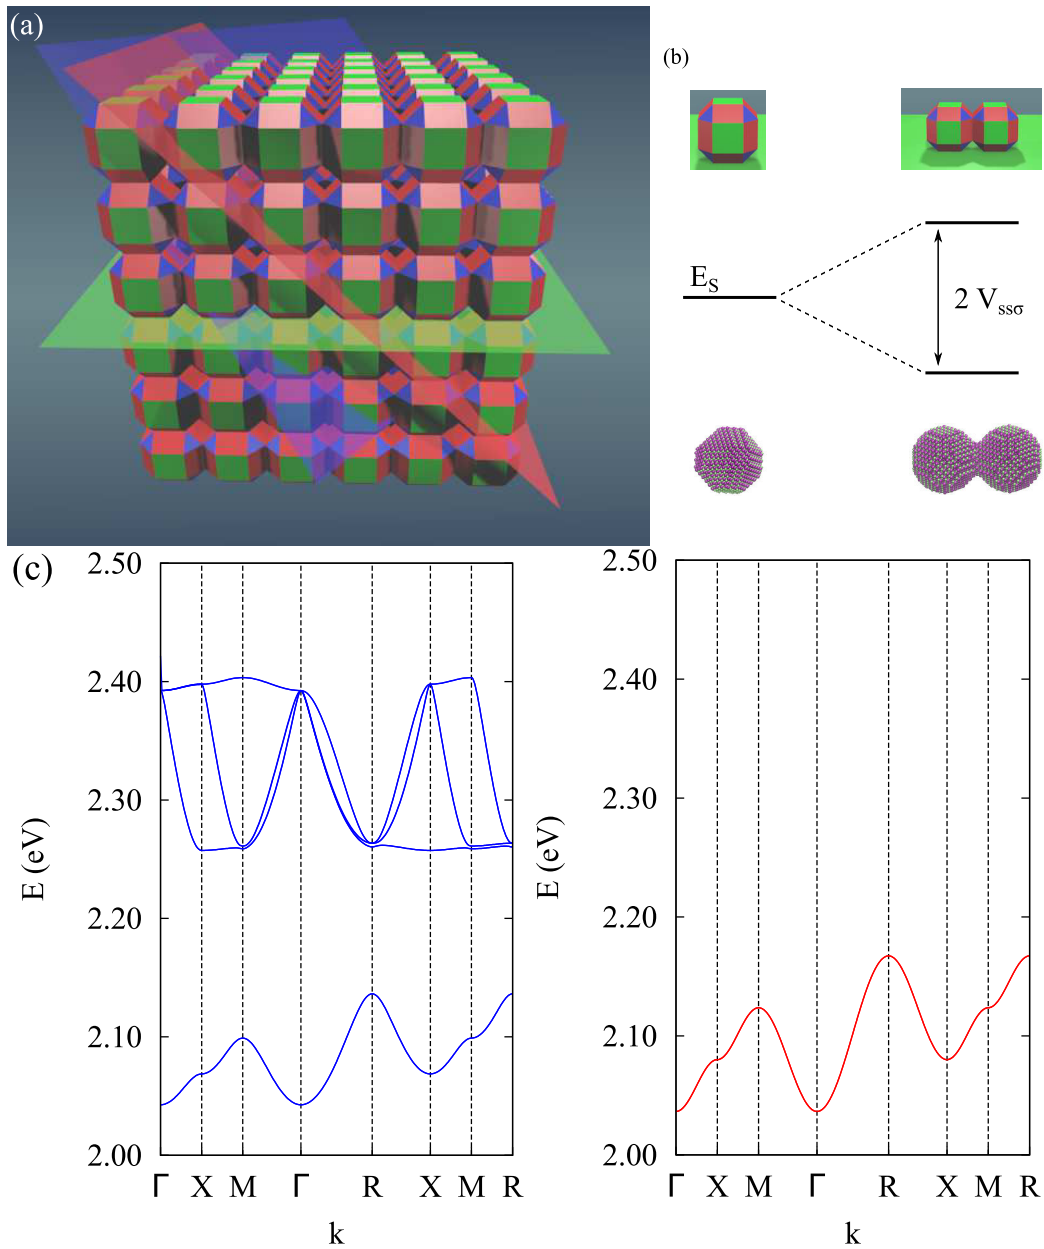 (a)
(b)
E_S
2 V_ssσ
(c)
2.50
2.40
2.30
2.20
2.10
2.00
E (eV)
Γ X M Γ R X M R
k
2.50
2.40
2.30
2.20
2.10
2.00
E (eV)
Γ X M Γ R X M R
k